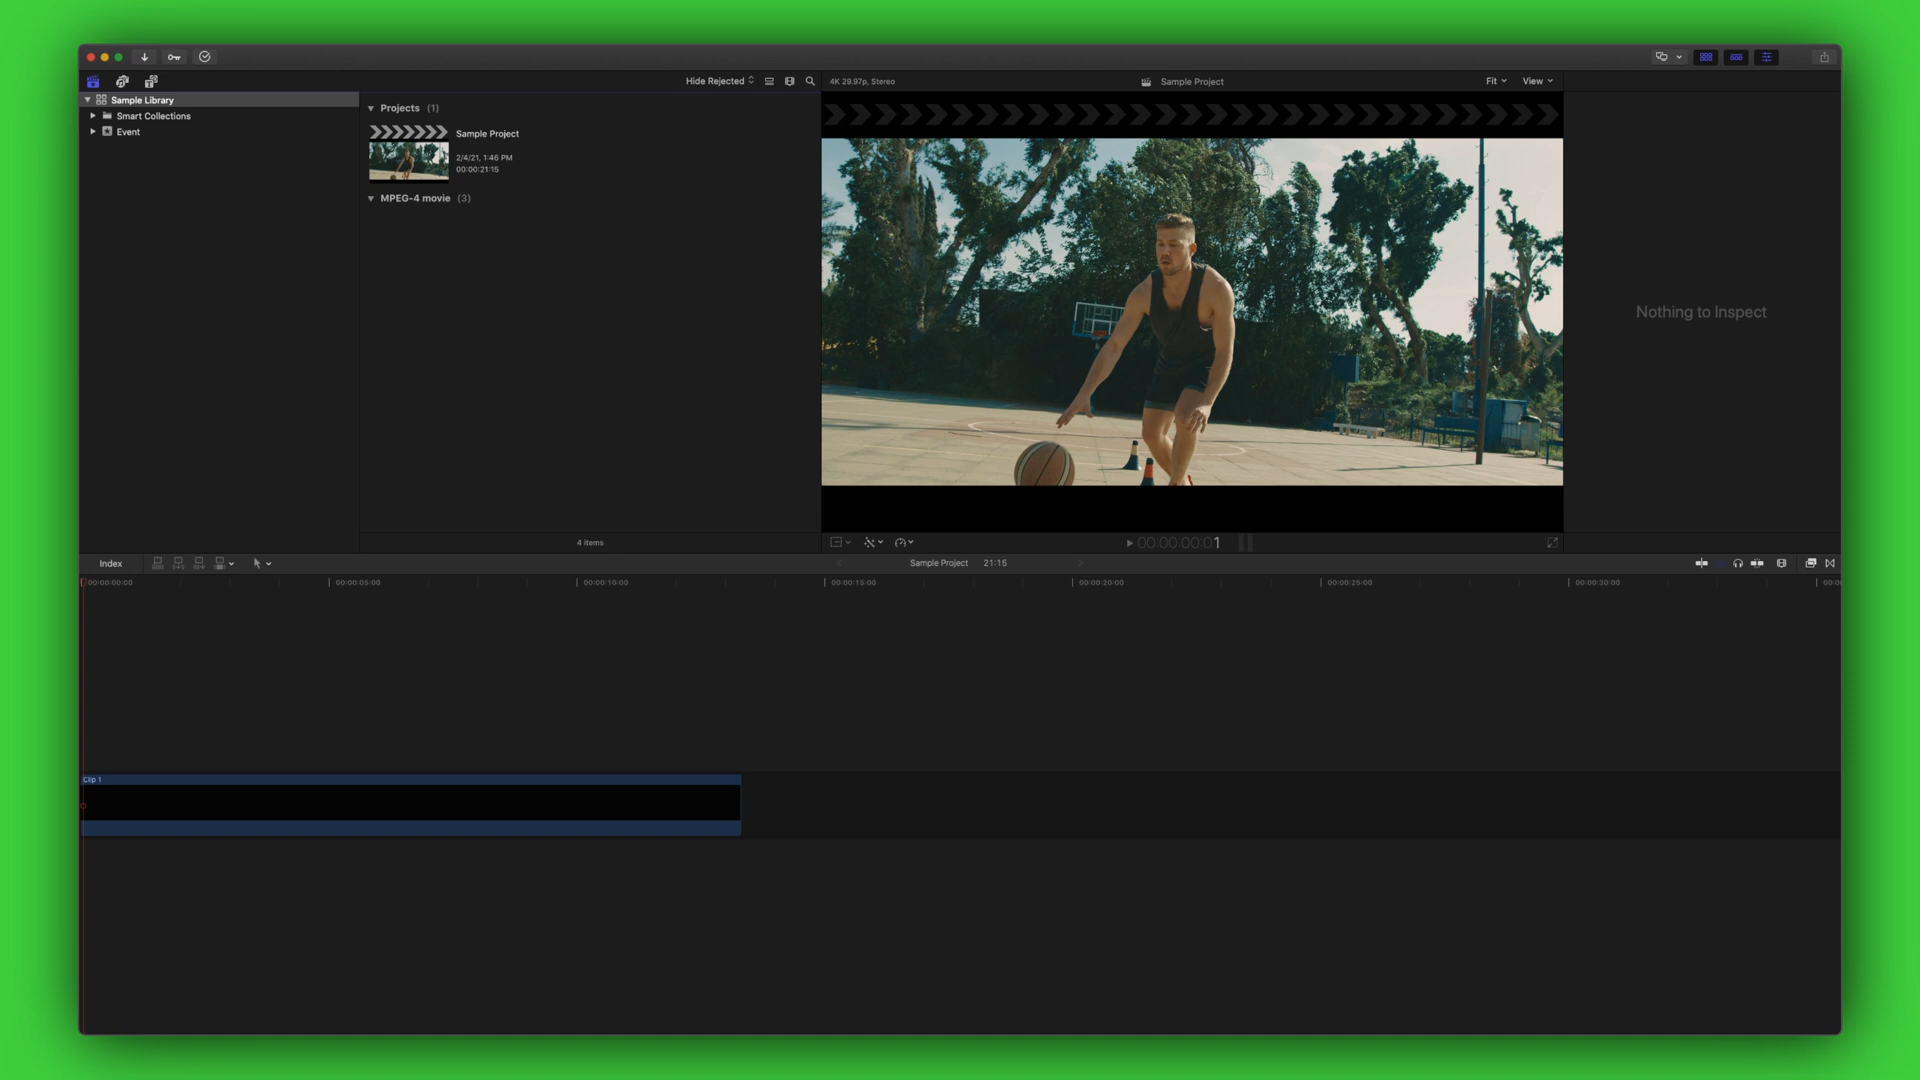 Hide Rejected
4K 29.97p, Stereo
Sample Project
Fit
View
Sample Library
Smart Collections
Event
Projects (1)
Sample Project
2/4/21, 1:46 PM
00:00:21:15
MPEG-4 movie (3)
Nothing to Inspect
4 items
00:00:00:01
Index
Sample Project 21:15
00:00:00:00
00:00:05:00
00:00:10:00
00:00:15:00
00:00:20:00
00:00:25:00
00:00:30:00
Clip 1